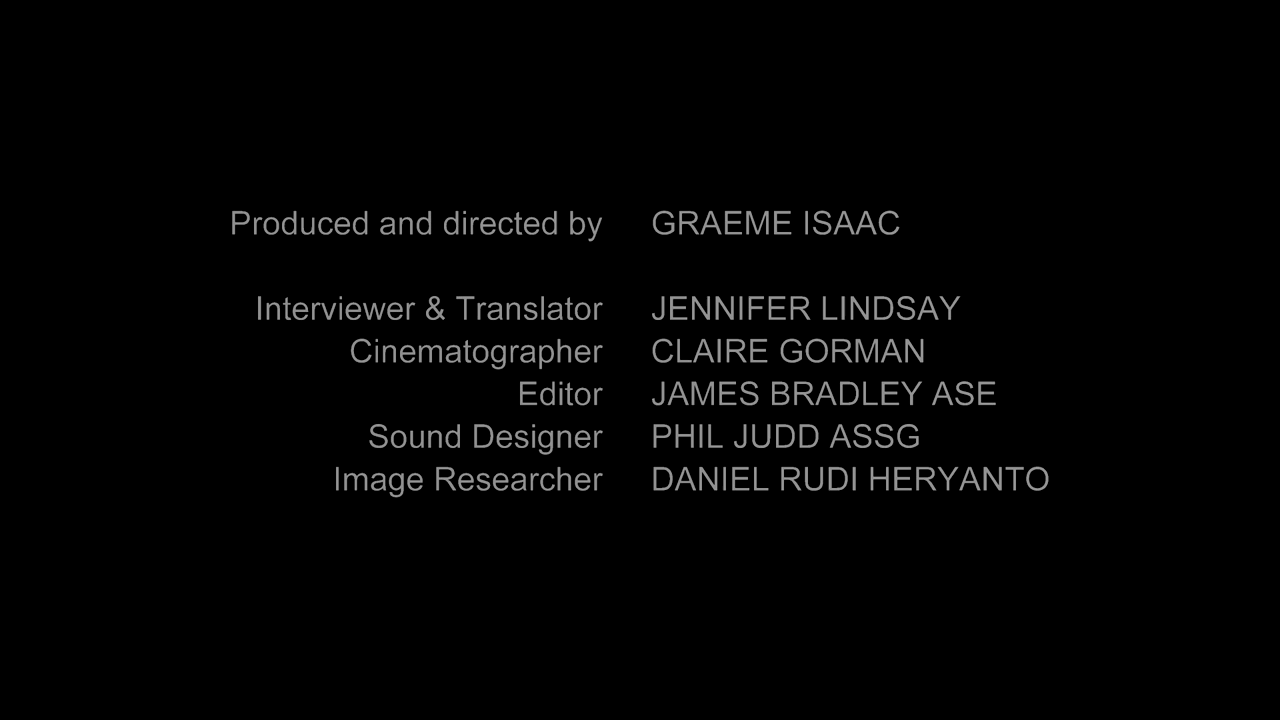 Produced and directed by GRAEME ISAAC
Interviewer & Translator JENNIFER LINDSAY
Cinematographer CLAIRE GORMAN
Editor JAMES BRADLEY ASE
Sound Designer PHIL JUDD ASSG
Image Researcher DANIEL RUDI HERYANTO